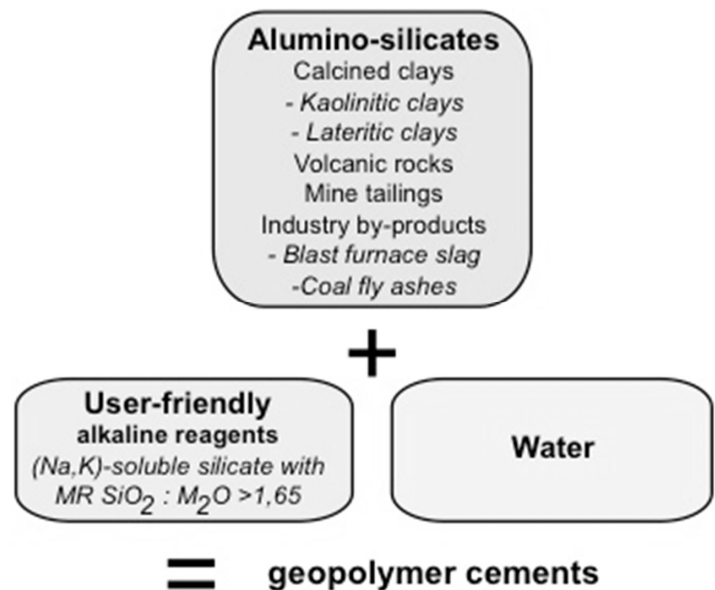 Alumino-silicates
Calcined clays
- Kaolinitic clays
- Lateritic clays
Volcanic rocks
Mine tailings
Industry by-products
- Blast furnace slag
-Coal fly ashes
+
User-friendly
alkaline reagents
(Na,K)-soluble silicate with
MR SiO₂ : M₂O >1,65
Water
= geopolymer cements